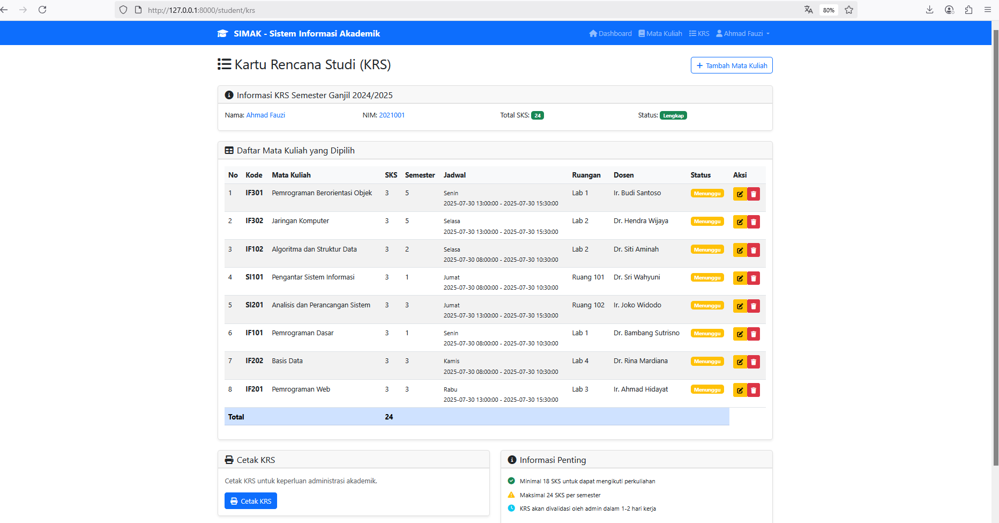 http://127.0.0.1:8000/student/krs
80%
SIMAK - Sistem Informasi Akademik
Dashboard Mata Kuliah KRS Ahmad Fauzi
Kartu Rencana Studi (KRS)
+ Tambah Mata Kuliah
Informasi KRS Semester Ganjil 2024/2025
Nama: Ahmad Fauzi NIM: 2021001 Total SKS: 24 Status: Lengkap
Daftar Mata Kuliah yang Dipilih
No Kode Mata Kuliah SKS Semester Jadwal Ruangan Dosen Status Aksi
1 IF301 Pemrograman Berorientasi Objek 3 5 Senin Lab 1 Ir. Budi Santoso Menunggu
2025-07-30 13:00:00 - 2025-07-30 15:30:00
2 IF302 Jaringan Komputer 3 5 Selasa Lab 2 Dr. Hendra Wijaya Menunggu
2025-07-30 13:00:00 - 2025-07-30 15:30:00
3 IF102 Algoritma dan Struktur Data 3 2 Selasa Lab 2 Dr. Siti Aminah Menunggu
2025-07-30 08:00:00 - 2025-07-30 10:30:00
4 SI101 Pengantar Sistem Informasi 3 1 Jumat Ruang 101 Dr. Sri Wahyuni Menunggu
2025-07-30 08:00:00 - 2025-07-30 10:30:00
5 SI201 Analisis dan Perancangan Sistem 3 3 Jumat Ruang 102 Ir. Joko Widodo Menunggu
2025-07-30 13:00:00 - 2025-07-30 15:30:00
6 IF101 Pemrograman Dasar 3 1 Senin Lab 1 Dr. Bambang Sutrisno Menunggu
2025-07-30 08:00:00 - 2025-07-30 10:30:00
7 IF202 Basis Data 3 3 Kamis Lab 4 Dr. Rina Mardiana Menunggu
2025-07-30 08:00:00 - 2025-07-30 10:30:00
8 IF201 Pemrograman Web 3 3 Rabu Lab 3 Ir. Ahmad Hidayat Menunggu
2025-07-30 13:00:00 - 2025-07-30 15:30:00
Total 24
Cetak KRS
Cetak KRS untuk keperluan administrasi akademik.
Cetak KRS
Informasi Penting
Minimal 18 SKS untuk dapat mengikuti perkuliahan
Maksimal 24 SKS per semester
KRS akan divalidasi oleh admin dalam 1-2 hari kerja